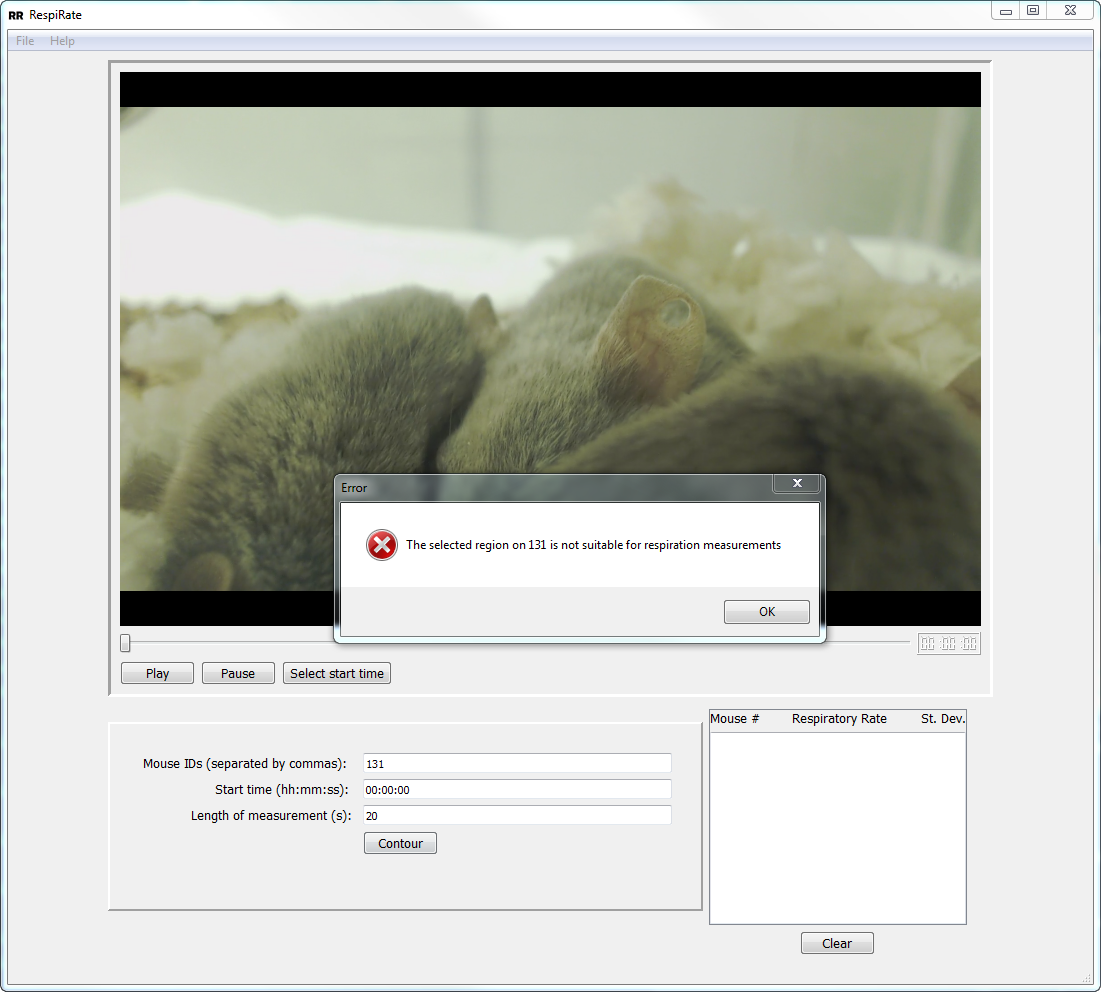 RR RespiRate
File Help
Error
The selected region on 131 is not suitable for respiration measurements
OK
00:00:00
Play Pause Select start time
Mouse # Respiratory Rate St. Dev.
Mouse IDs (separated by commas): 131
Start time (hh:mm:ss): 00:00:00
Length of measurement (s): 20
Contour
Clear